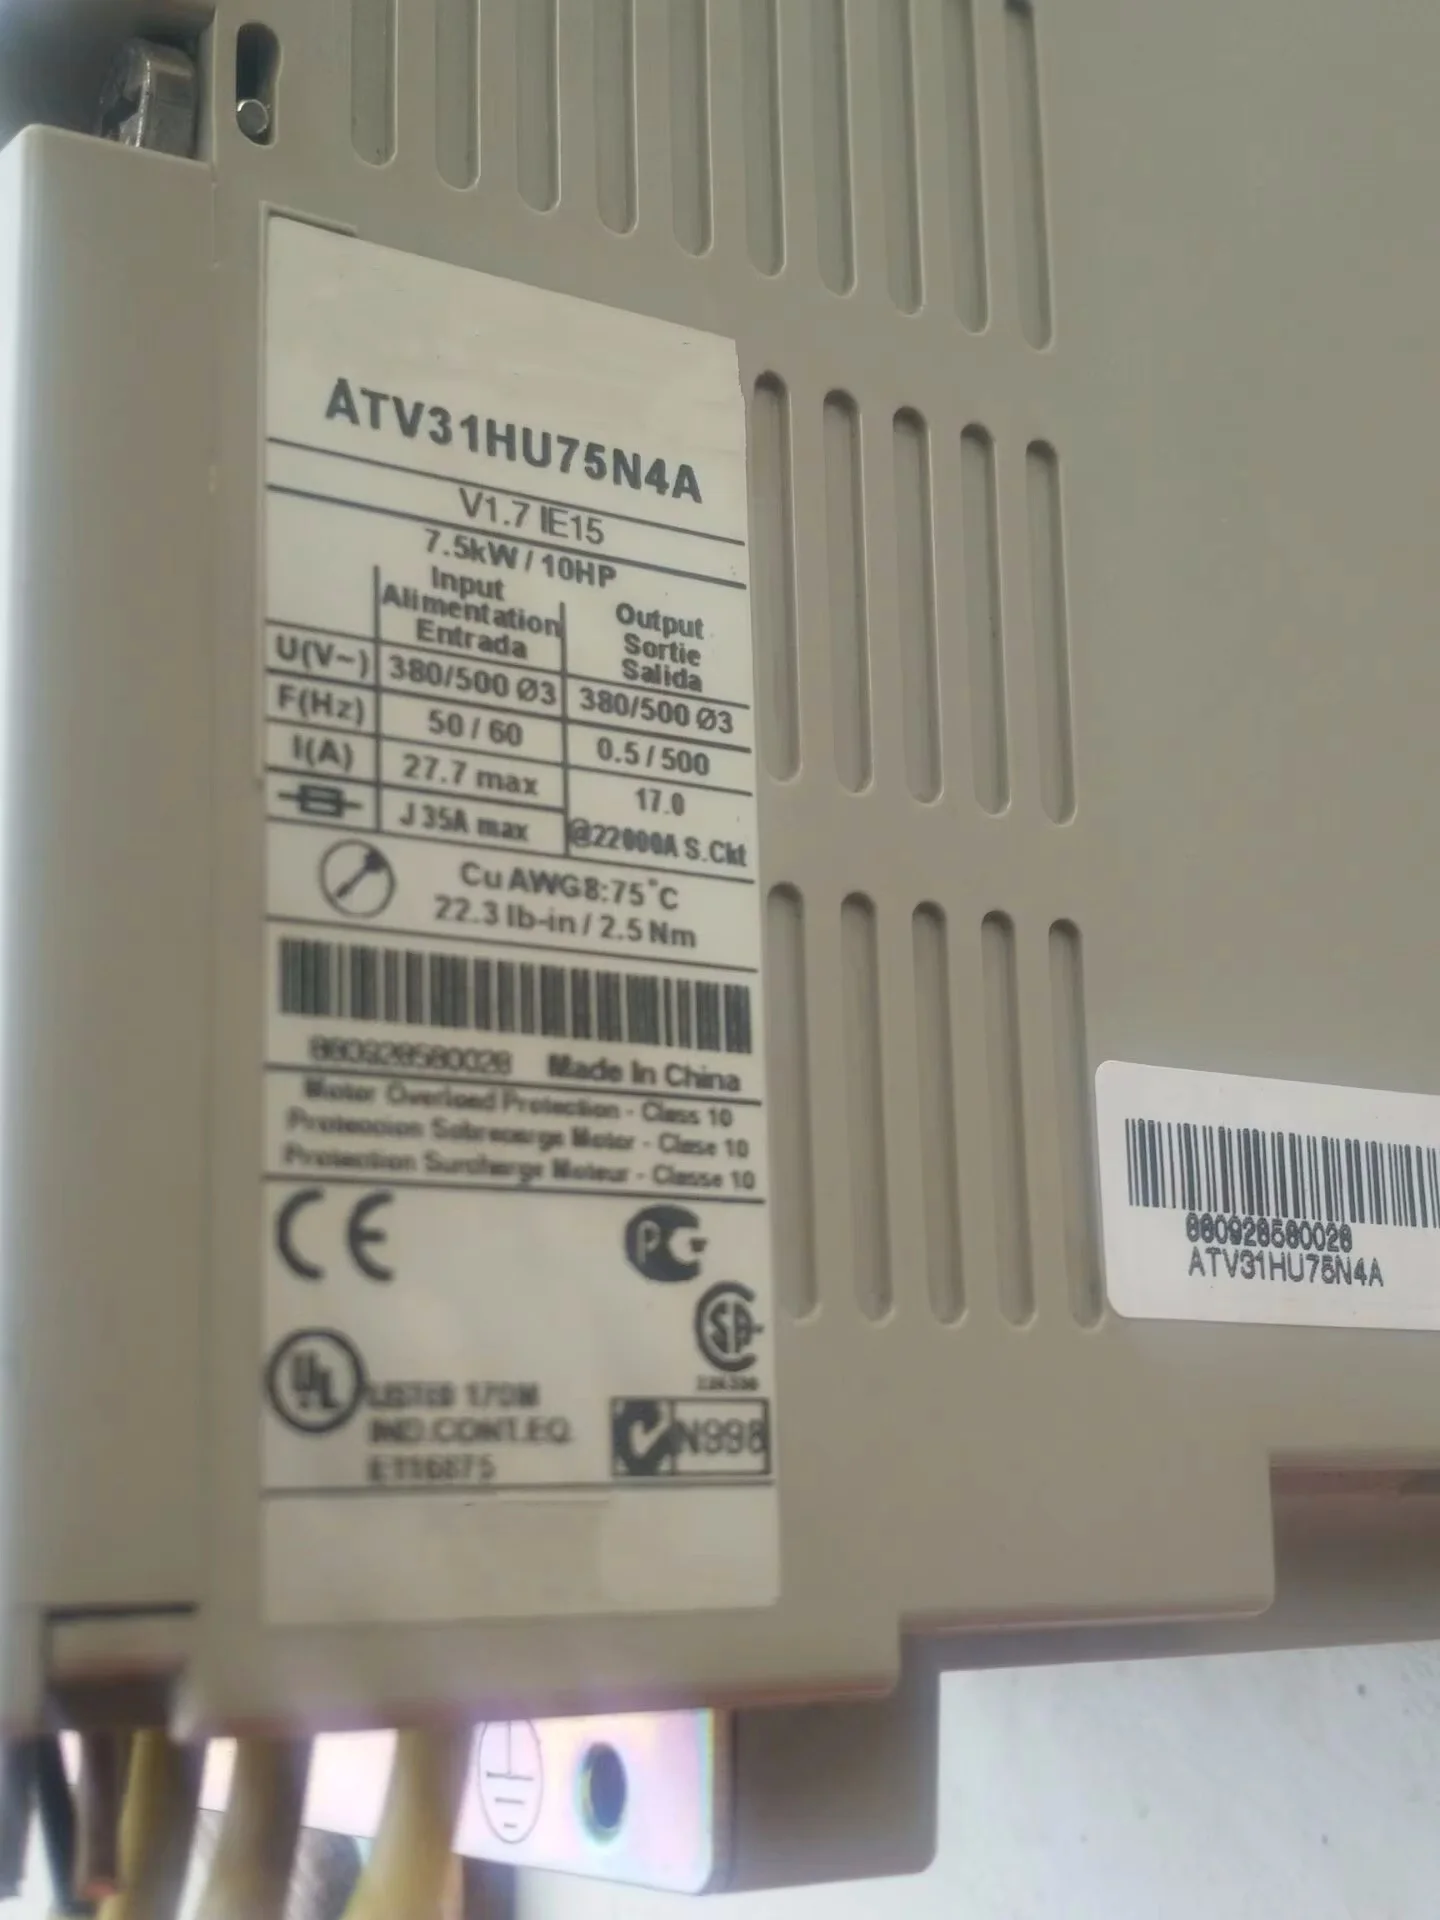 ATV31HU75N4A
V1.7 IE15
7.5kW / 10HP
Input Output
Alimentation Sortie
Entrada Salida
U(V~) 380/500 Ø3 380/500 Ø3
F(Hz) 50 / 60 0.5 / 500
I(A) 27.7 max 17.0
J 35A max @22000A S.Ckt
Cu AWG8:75°C
22.3 lb-in / 2.5 Nm
Made In China
Motor Overload Protection - Class 10
Proteccion Sobrecarga Motor - Clase 10
Protection Surcharge Moteur - Classe 10
CE
UL LISTED 170M
IND.CONT.EQ
E116875
N998
ATV31HU75N4A